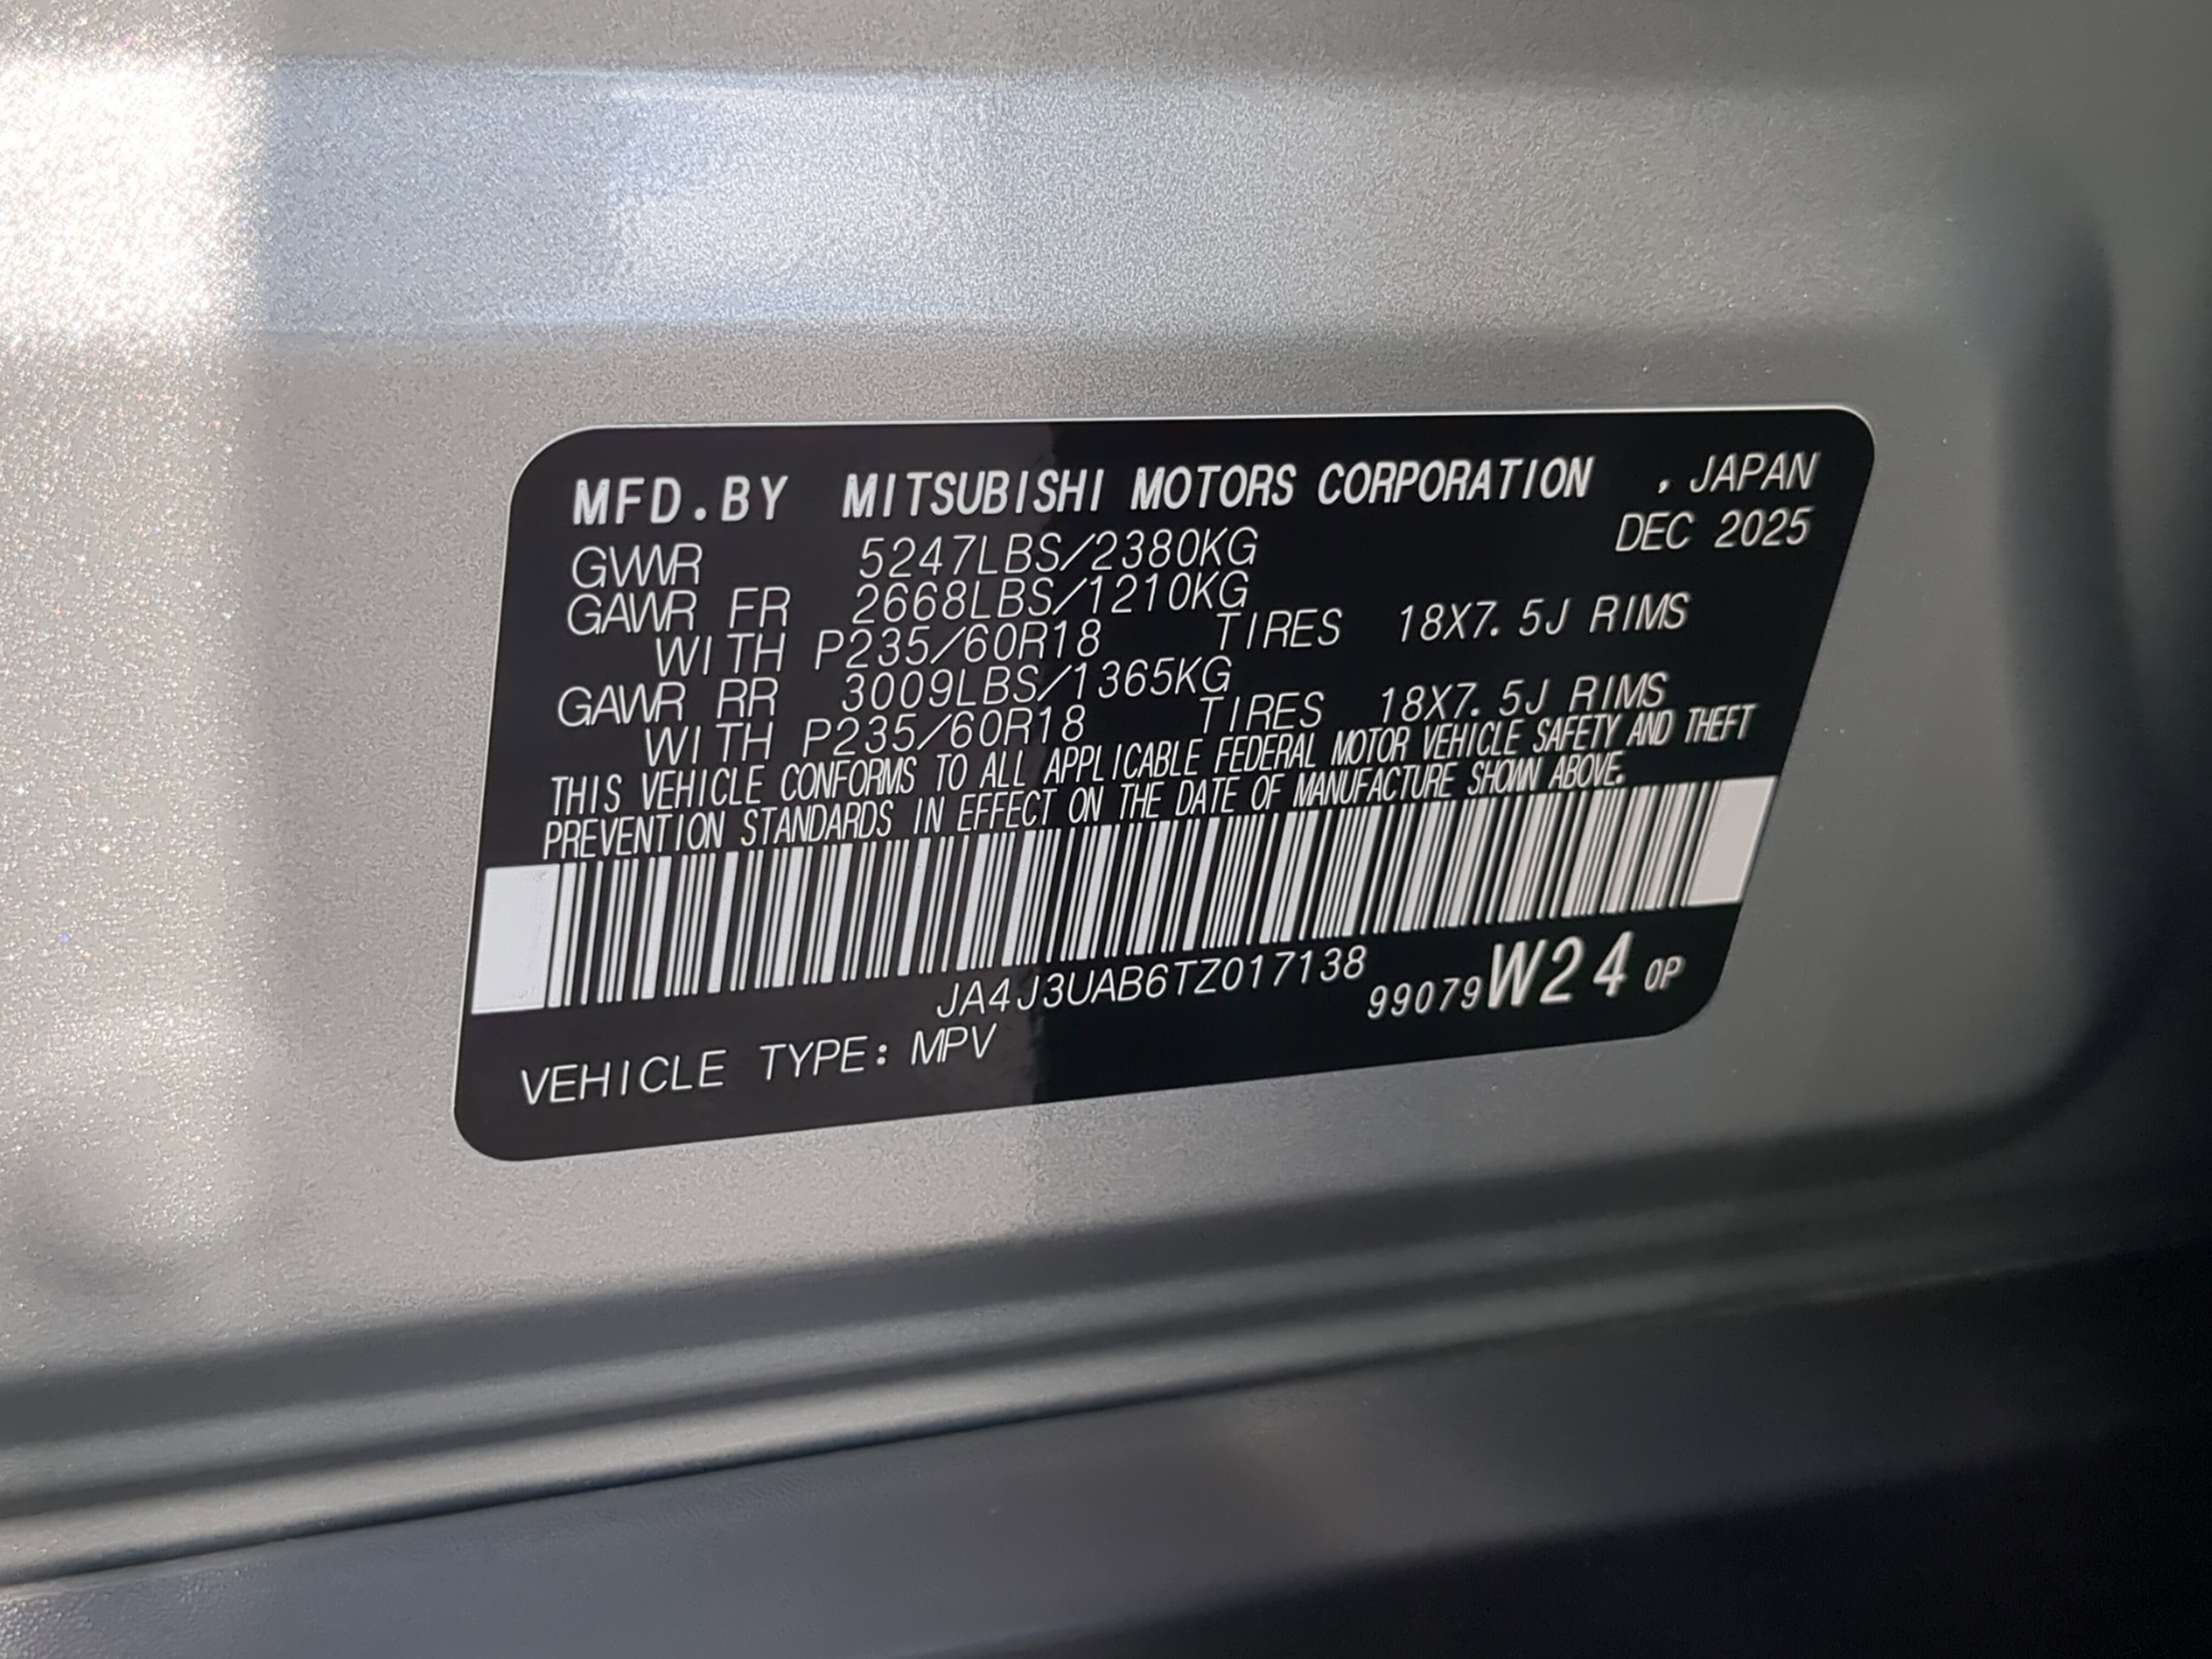 MFD.BY MITSUBISHI MOTORS CORPORATION , JAPAN
DEC 2025
GVWR 5247LBS/2380KG
GAWR FR 2668LBS/1210KG
WITH P235/60R18 TIRES 18X7.5J RIMS
GAWR RR 3009LBS/1365KG
WITH P235/60R18 TIRES 18X7.5J RIMS
THIS VEHICLE CONFORMS TO ALL APPLICABLE FEDERAL MOTOR VEHICLE SAFETY AND THEFT
PREVENTION STANDARDS IN EFFECT ON THE DATE OF MANUFACTURE SHOWN ABOVE.
JA4J3UAB6TZ017138 99079 W24 0P
VEHICLE TYPE: MPV